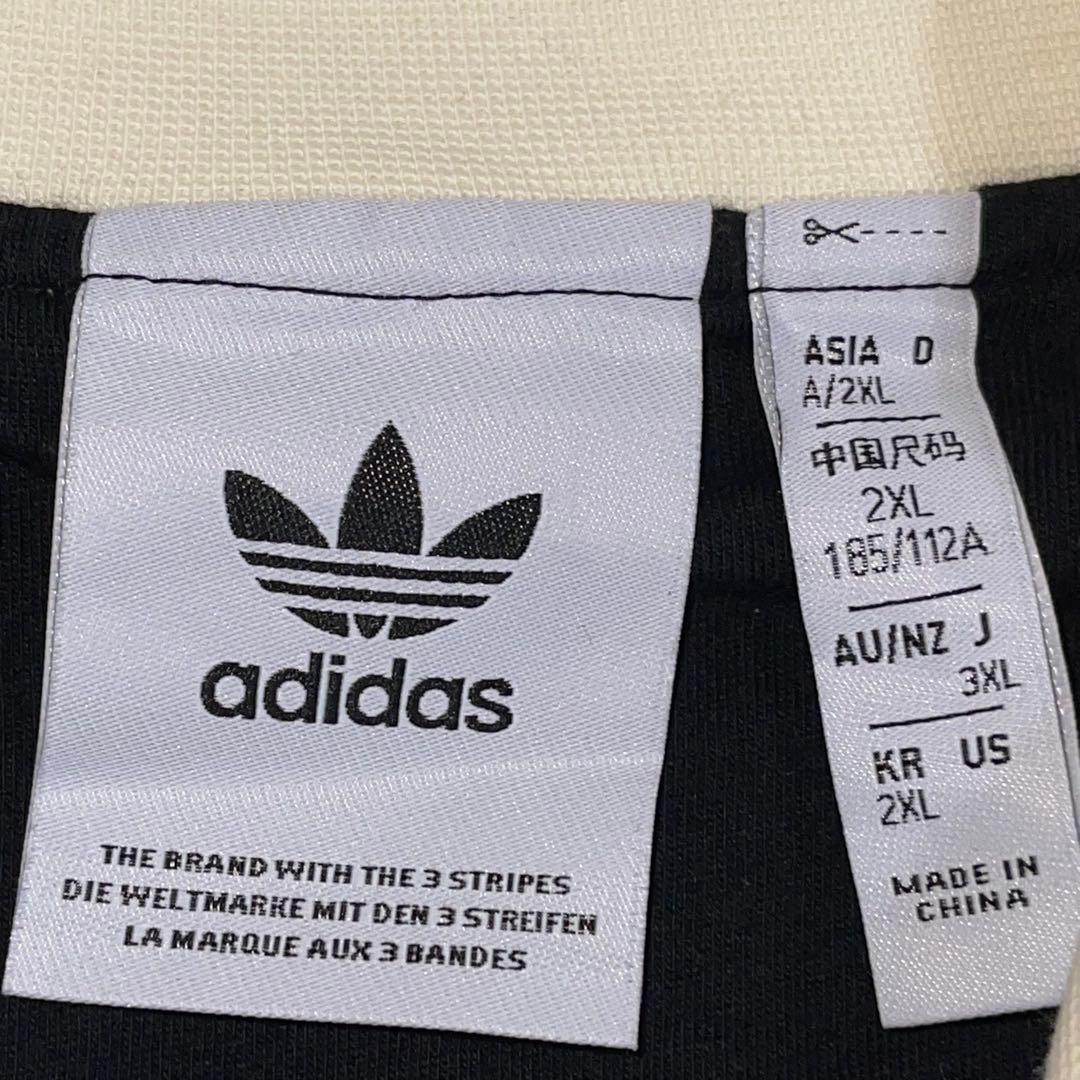 adidas
THE BRAND WITH THE 3 STRIPES
DIE WELTMARKE MIT DEN 3 STREIFEN
LA MARQUE AUX 3 BANDES
ASIA D
A/2XL
中国尺码
2XL
185/112A
AU/NZ J
3XL
KR US
2XL
MADE IN
CHINA